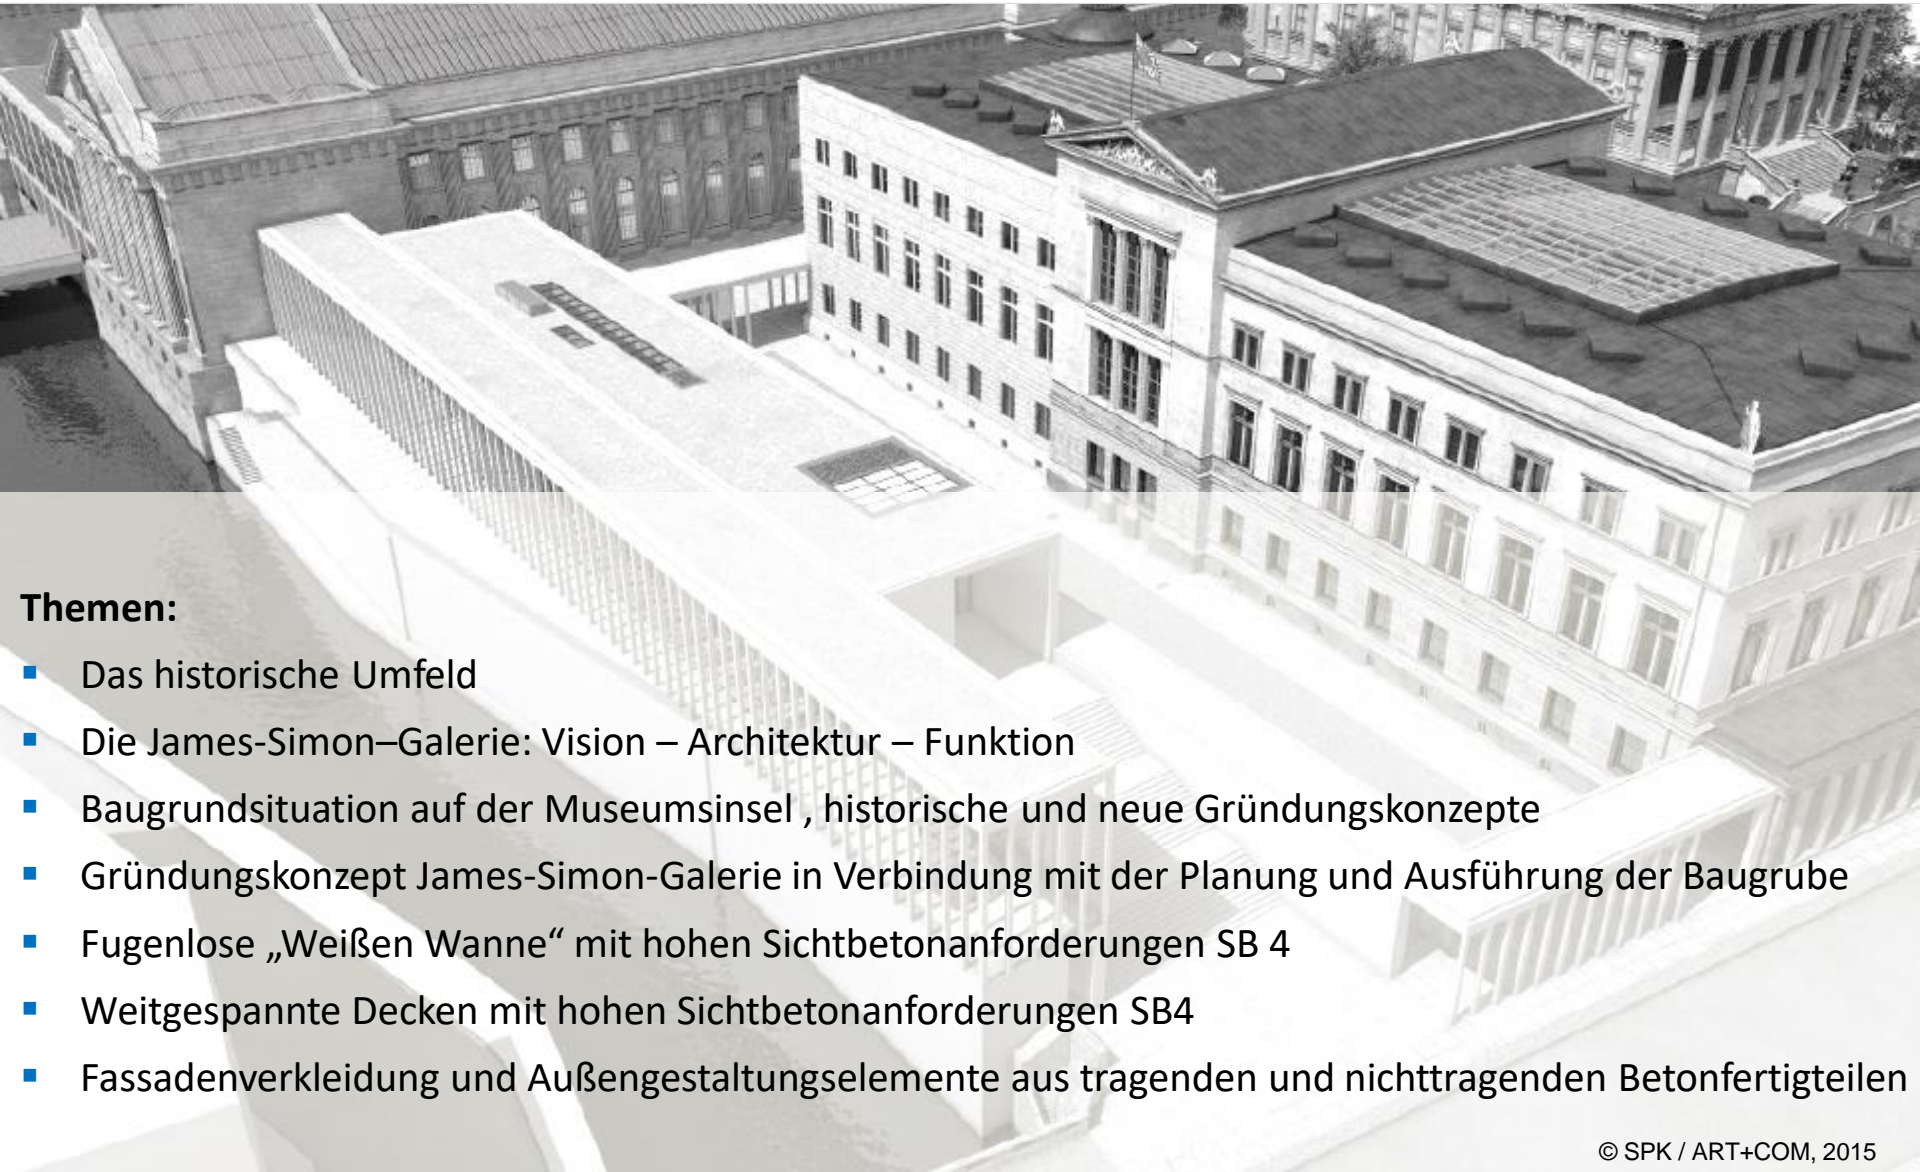 Themen:
▪ Das historische Umfeld
▪ Die James-Simon–Galerie: Vision – Architektur – Funktion
▪ Baugrundsituation auf der Museumsinsel , historische und neue Gründungskonzepte
▪ Gründungskonzept James-Simon-Galerie in Verbindung mit der Planung und Ausführung der Baugrube
▪ Fugenlose „Weißen Wanne“ mit hohen Sichtbetonanforderungen SB 4
▪ Weitgespannte Decken mit hohen Sichtbetonanforderungen SB4
▪ Fassadenverkleidung und Außengestaltungselemente aus tragenden und nichttragenden Betonfertigteilen
© SPK / ART+COM, 2015